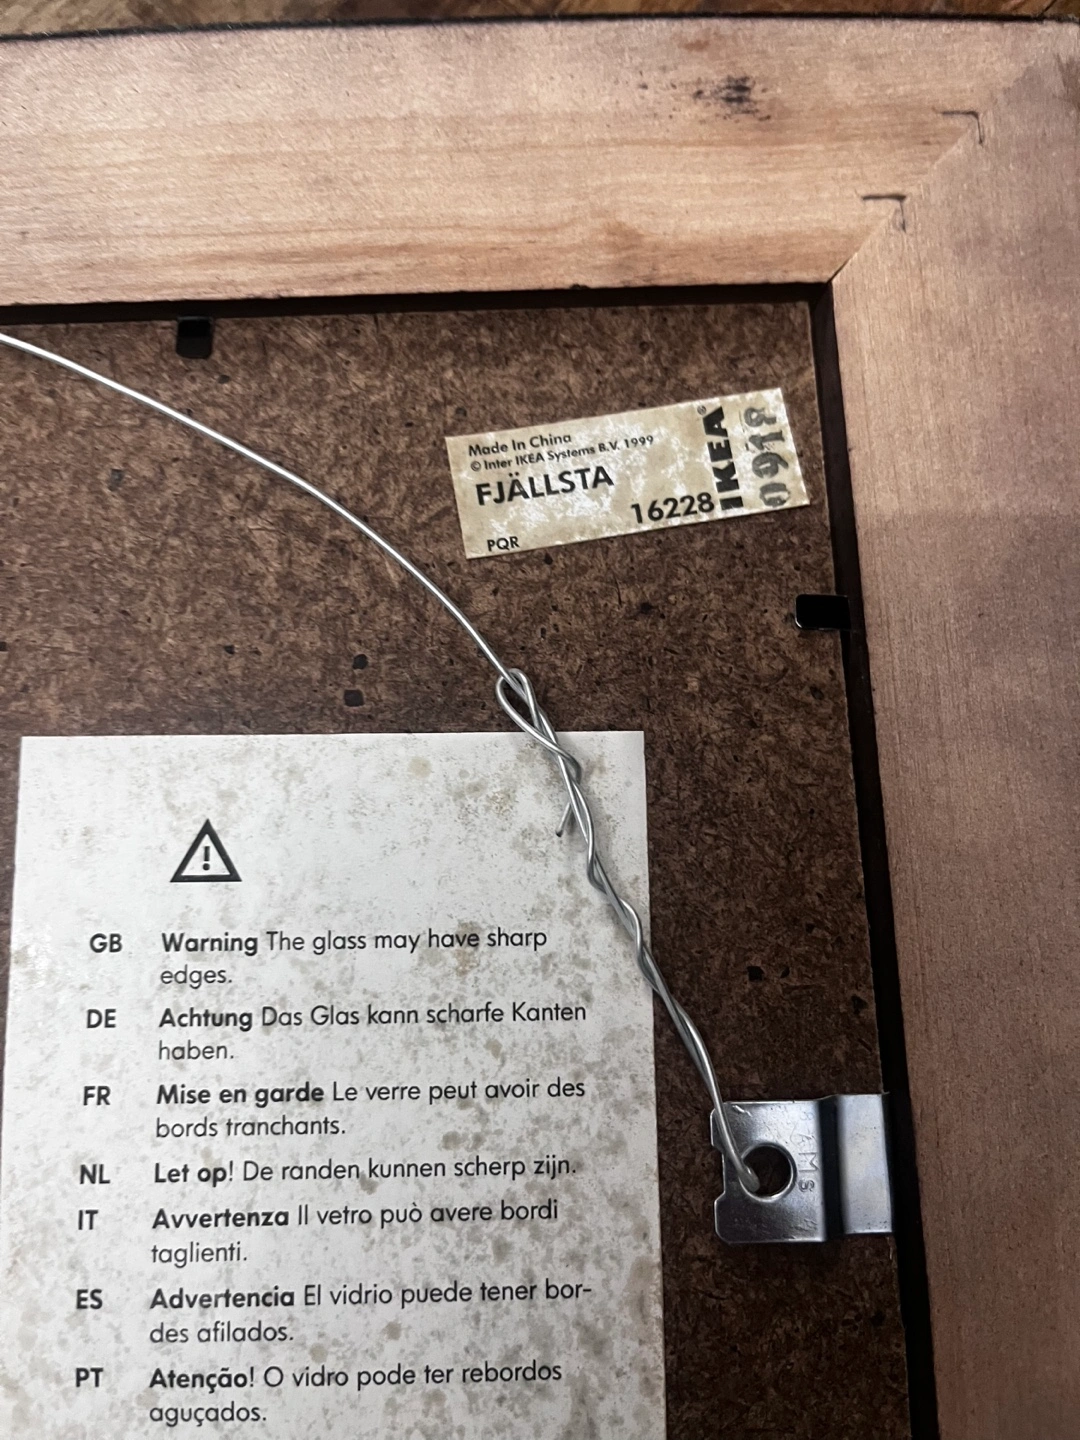 Made In China
© Inter IKEA Systems B.V. 1999
FJÄLLSTA
16228
PQR
IKEA®
0918
GB Warning The glass may have sharp
edges.
DE Achtung Das Glas kann scharfe Kanten
haben.
FR Mise en garde Le verre peut avoir des
bords tranchants.
NL Let op! De randen kunnen scherp zijn.
IT Avvertenza Il vetro può avere bordi
taglienti.
ES Advertencia El vidrio puede tener bor-
des afilados.
PT Atenção! O vidro pode ter rebordos
aguçados.